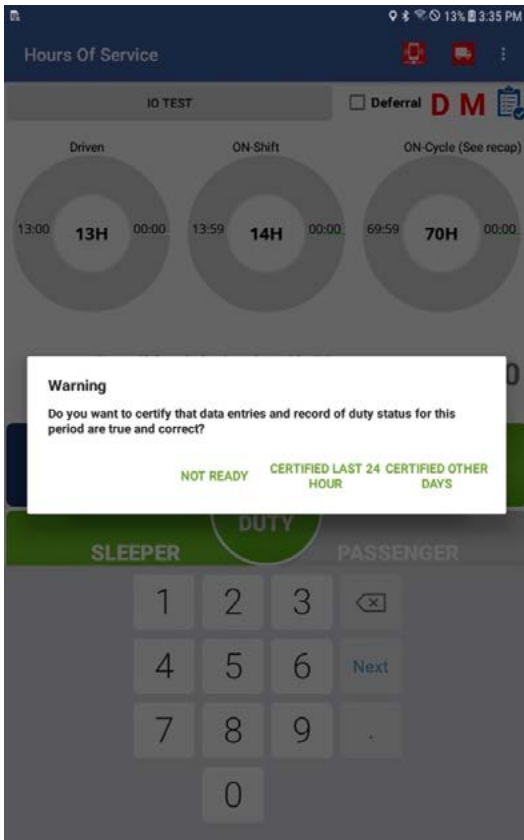 13% 3:35 PM
Hours Of Service
IO TEST
Deferral D M
Driven
ON-Shift
ON-Cycle (See recap)
13:00 13H 00:00
13:59 14H 00:00
69:59 70H 00:00
0
Warning
Do you want to certify that data entries and record of duty status for this
period are true and correct?
NOT READY
CERTIFIED LAST 24
HOUR
CERTIFIED OTHER
DAYS
DUTY
SLEEPER
PASSENGER
1 2 3
4 5 6 Next
7 8 9 .
0